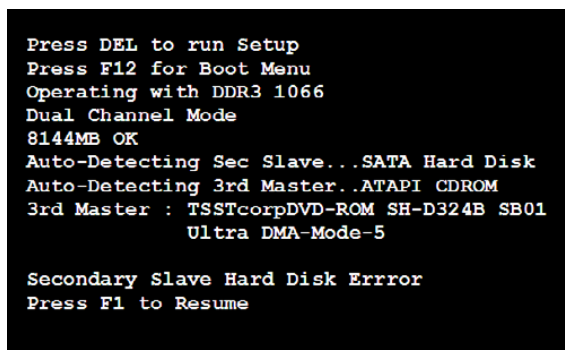 Press DEL to run Setup
Press F12 for Boot Menu
Operating with DDR3 1066
Dual Channel Mode
8144MB OK
Auto-Detecting Sec Slave...SATA Hard Disk
Auto-Detecting 3rd Master..ATAPI CDROM
3rd Master : TSSTcorpDVD-ROM SH-D324B SB01
Ultra DMA-Mode-5
Secondary Slave Hard Disk Errror
Press F1 to Resume